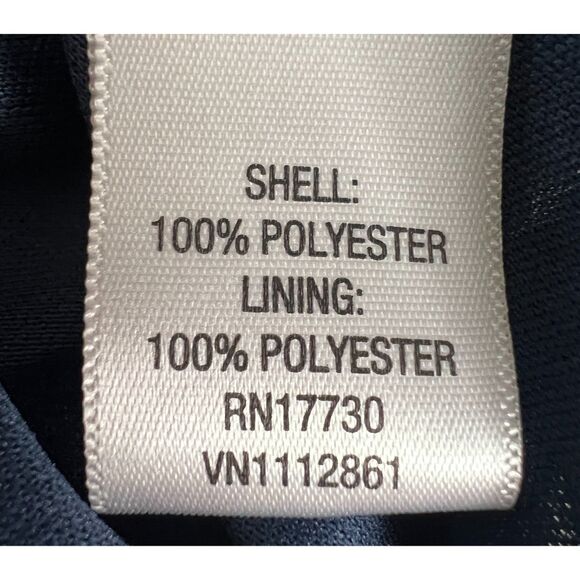 SHELL:
100% POLYESTER
LINING:
100% POLYESTER
RN17730
VN1112861